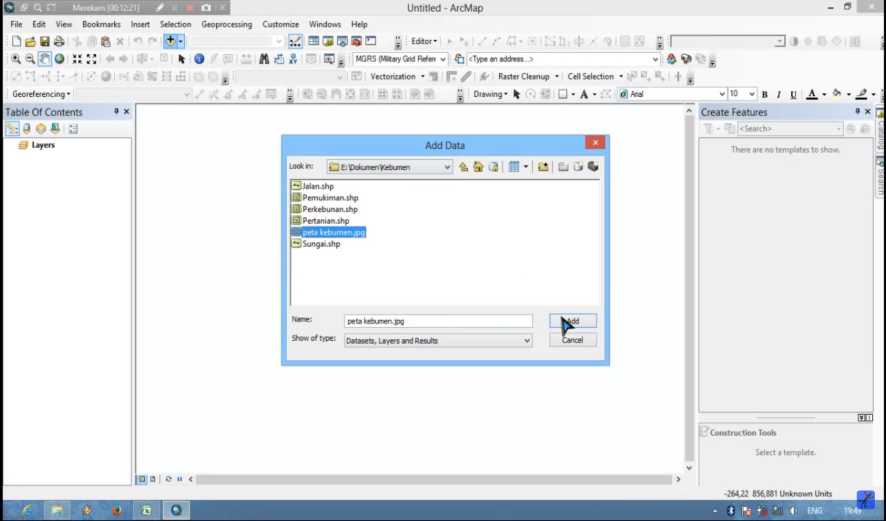 Merekam [00:12:21]
Untitled - ArcMap
File Edit View Bookmarks Insert Selection Geoprocessing Customize Windows Help
Editor
MGRS (Military Grid Referen
<Type an address...>
Vectorization
Raster Cleanup
Cell Selection
Georeferencing
Drawing
Arial
10
B I U A
Table Of Contents
Layers
Add Data
Look in:
E:\Dokumen\Kebumen
Jalan.shp
Pemukiman.shp
Perkebunan.shp
Pertanian.shp
peta kebumen.jpg
Sungai.shp
Name:
peta kebumen.jpg
Add
Show of type:
Datasets, Layers and Results
Cancel
Create Features
<Search>
There are no templates to show.
Catalog
Search
Construction Tools
Select a template.
-264,22 856,881 Unknown Units
ENG
19:49